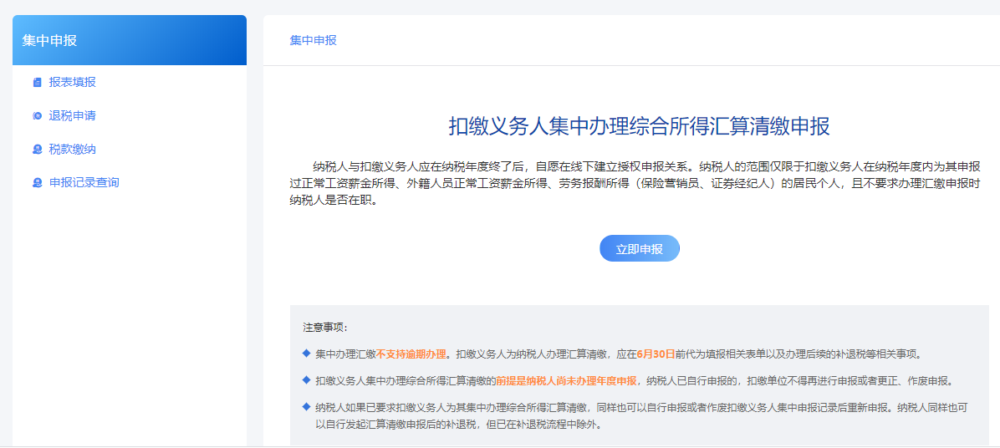 集中申报
报表填报
退税申请
税款缴纳
申报记录查询
集中申报
扣缴义务人集中办理综合所得汇算清缴申报
纳税人与扣缴义务人应在纳税年度终了后，自愿在线下建立授权申报关系。纳税人的范围仅限于扣缴义务人在纳税年度内为其申报
过正常工资薪金所得、外籍人员正常工资薪金所得、劳务报酬所得（保险营销员、证券经纪人）的居民个人，且不要求办理汇缴申报时
纳税人是否在职。
立即申报
注意事项：
集中办理汇缴不支持逾期办理。扣缴义务人为纳税人办理汇算清缴，应在6月30日前代为填报相关表单以及办理后续的补退税等相关事项。
扣缴义务人集中办理综合所得汇算清缴的前提是纳税人尚未办理年度申报，纳税人已自行申报的，扣缴单位不得再进行申报或者更正、作废申报。
纳税人如果已要求扣缴义务人为其集中办理综合所得汇算清缴，同样也可以自行申报或者作废扣缴义务人集中申报记录后重新申报。纳税人同样也可
以自行发起汇算清缴申报后的补退税，但已在补退税流程中除外。